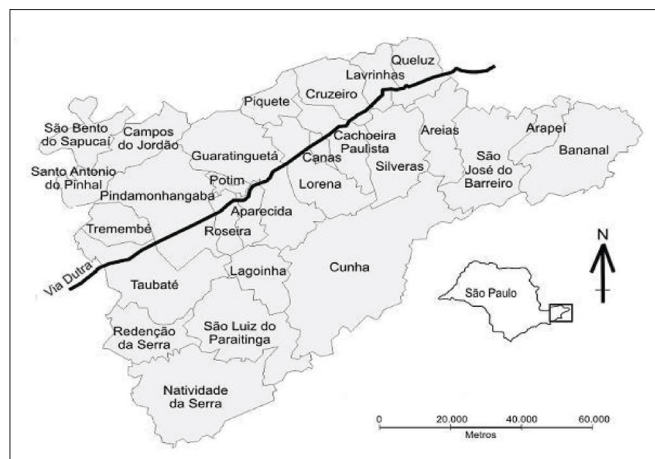 Queluz
Lavrinhas
Cruzeiro
Piquete
São Bento
do Sapucaí
Campos
do Jordão
Cachoeira
Paulista
Areias
Arapeí
Bananal
Guaratinguetá
Canas
Santo Antonio
do Pinhal
Silveras
São
José do
Barreiro
Potim
Lorena
Pindamonhangaba
Aparecida
Tremembé
Roseira
Via Dutra
Lagoinha
Cunha
Taubaté
N
São Paulo
Redenção
da Serra
São Luiz do
Paraitinga
Natividade
da Serra
0 20.000 40.000 60.000
Metros